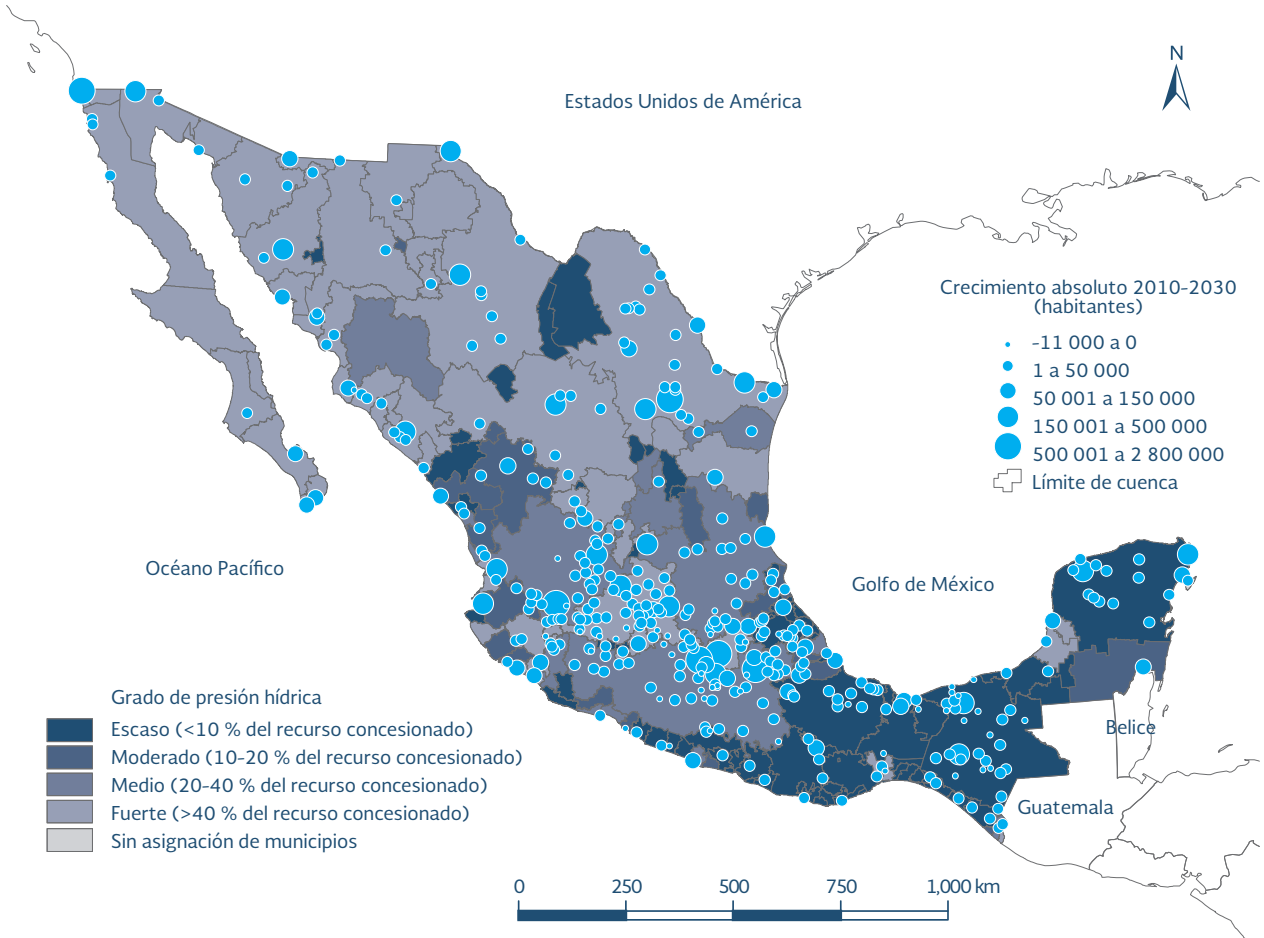 N
Estados Unidos de América
Crecimiento absoluto 2010-2030
(habitantes)
-11 000 a 0
1 a 50 000
50 001 a 150 000
150 001 a 500 000
500 001 a 2 800 000
Límite de cuenca
Océano Pacífico
Golfo de México
Grado de presión hídrica
Escaso (<10 % del recurso concesionado)
Moderado (10-20 % del recurso concesionado)
Medio (20-40 % del recurso concesionado)
Fuerte (>40 % del recurso concesionado)
Sin asignación de municipios
Belice
Guatemala
0 250 500 750 1,000 km